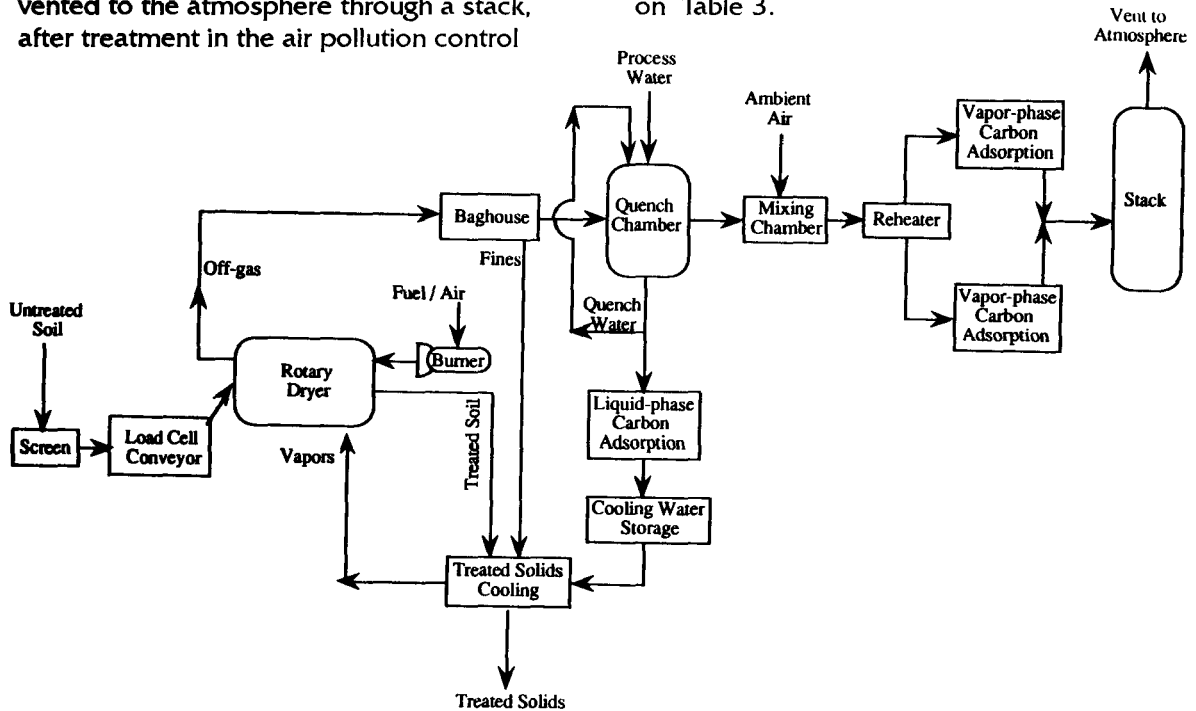 vented to the atmosphere through a stack,
after treatment in the air pollution control
on Table 3.
Vent to
Atmosphere
Process
Water
Ambient
Air
Vapor-phase
Carbon
Adsorption
Baghouse
Quench
Chamber
Mixing
Chamber
Reheater
Stack
Fines
Off-gas
Fuel / Air
Quench
Water
Vapor-phase
Carbon
Adsorption
Untreated
Soil
Burner
Rotary
Dryer
Liquid-phase
Carbon
Adsorption
Screen
Load Cell
Conveyor
Vapors
Treated Soil
Cooling Water
Storage
Treated Solids
Cooling
Treated Solids